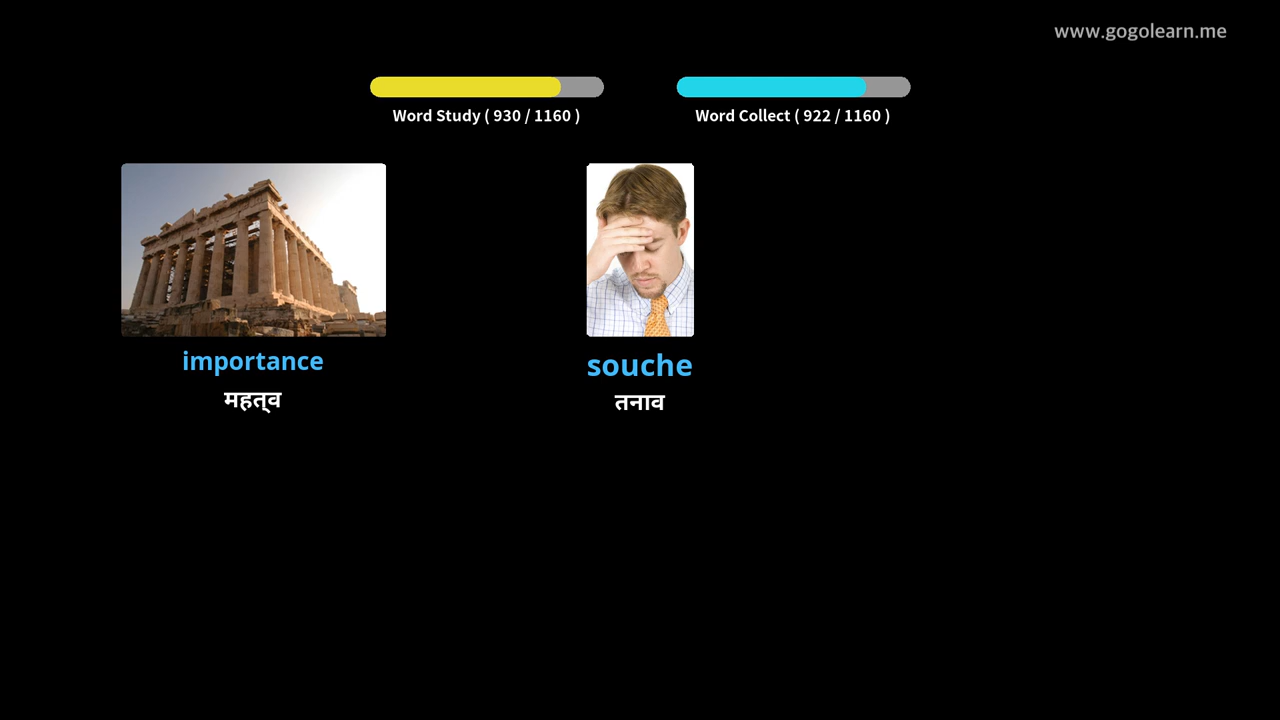 www.gogolearn.me
Word Study ( 930 / 1160 )
Word Collect ( 922 / 1160 )
importance
महत्व
souche
तनाव